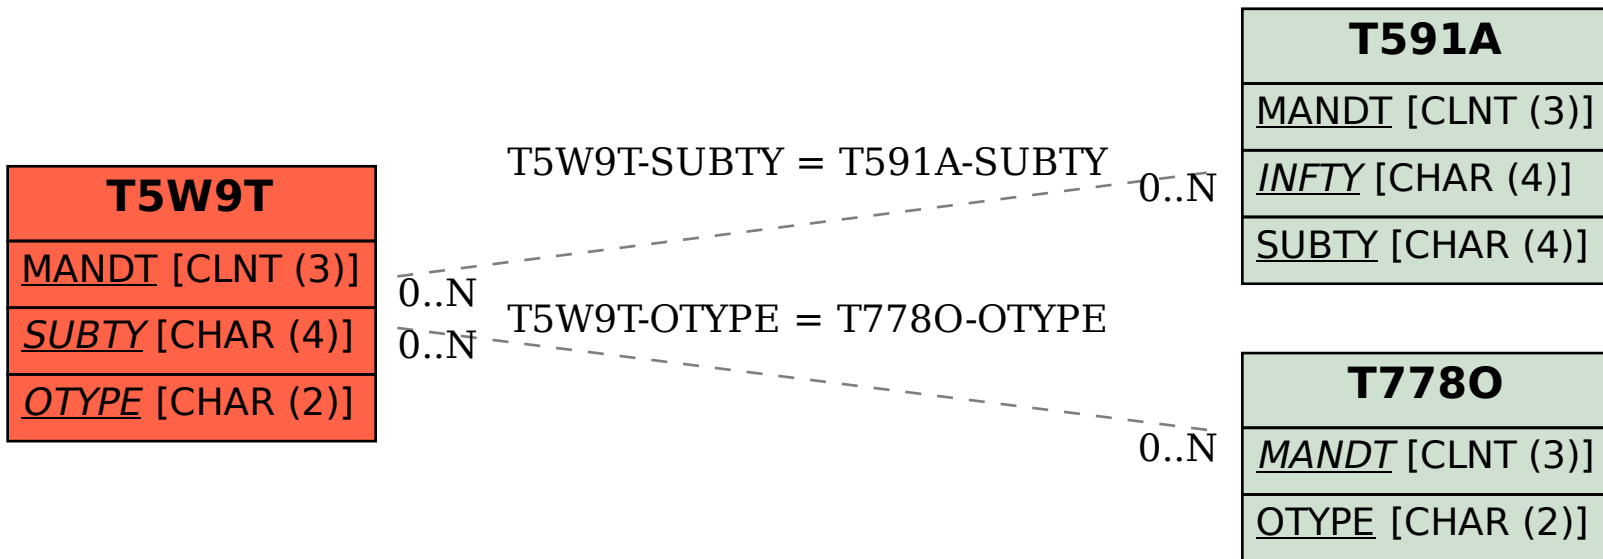 T5W9T
MANDT [CLNT (3)]
SUBTY [CHAR (4)]
OTYPE [CHAR (2)]
T5W9T-SUBTY = T591A-SUBTY
0..N
0..N
T5W9T-OTYPE = T778O-OTYPE
0..N
0..N
T591A
MANDT [CLNT (3)]
INFTY [CHAR (4)]
SUBTY [CHAR (4)]
T778O
MANDT [CLNT (3)]
OTYPE [CHAR (2)]